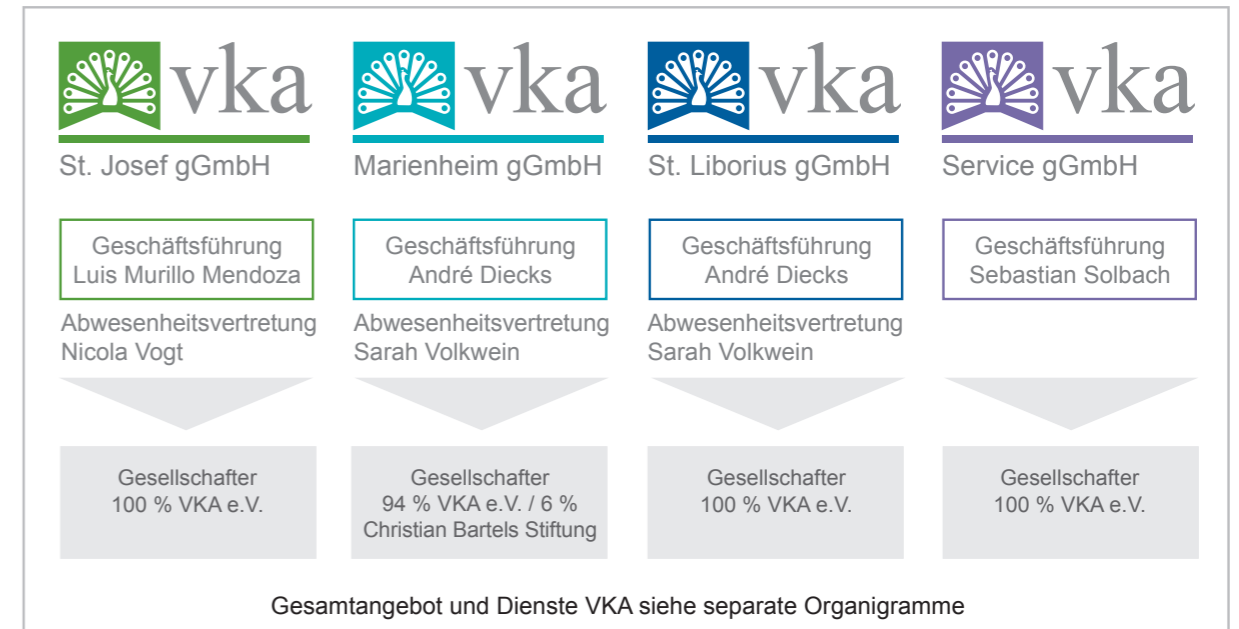 vka
St. Josef gGmbH
Geschäftsführung
Luis Murillo Mendoza
Abwesenheitsvertretung
Nicola Vogt
Gesellschafter
100 % VKA e.V.
vka
Marienheim gGmbH
Geschäftsführung
André Diecks
Abwesenheitsvertretung
Sarah Volkwein
Gesellschafter
94 % VKA e.V. / 6 %
Christian Bartels Stiftung
vka
St. Liborius gGmbH
Geschäftsführung
André Diecks
Abwesenheitsvertretung
Sarah Volkwein
Gesellschafter
100 % VKA e.V.
vka
Service gGmbH
Geschäftsführung
Sebastian Solbach
Gesellschafter
100 % VKA e.V.
Gesamtangebot und Dienste VKA siehe separate Organigramme